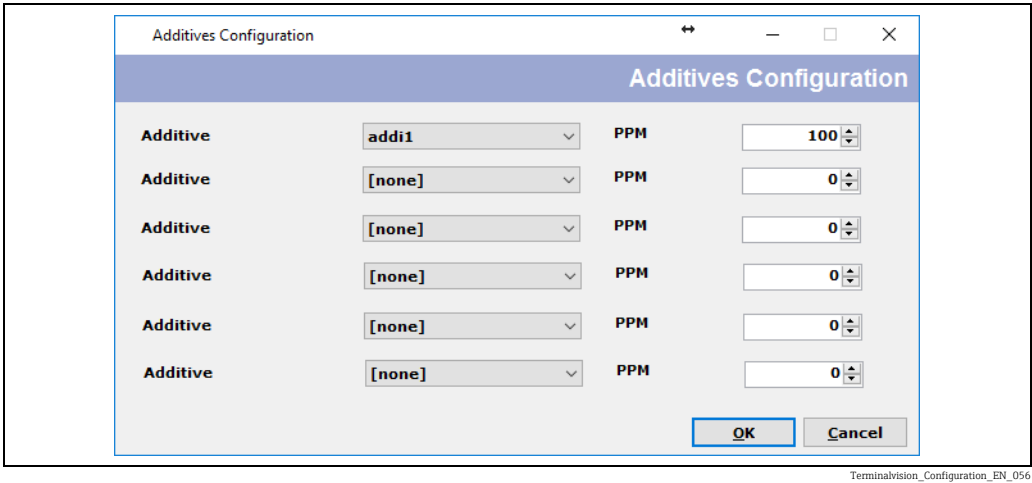 Additives Configuration
Additives Configuration
Additive addi1 PPM 100
Additive [none] PPM 0
Additive [none] PPM 0
Additive [none] PPM 0
Additive [none] PPM 0
Additive [none] PPM 0
OK Cancel
Terminalvision_Configuration_EN_056